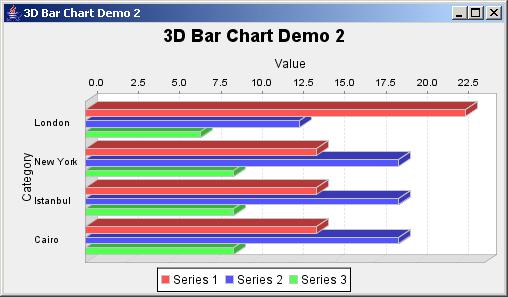 3D Bar Chart Demo 2
3D Bar Chart Demo 2
Value
0.0 2.5 5.0 7.5 10.0 12.5 15.0 17.5 20.0 22.5
Category
London
New York
Istanbul
Cairo
Series 1 Series 2 Series 3